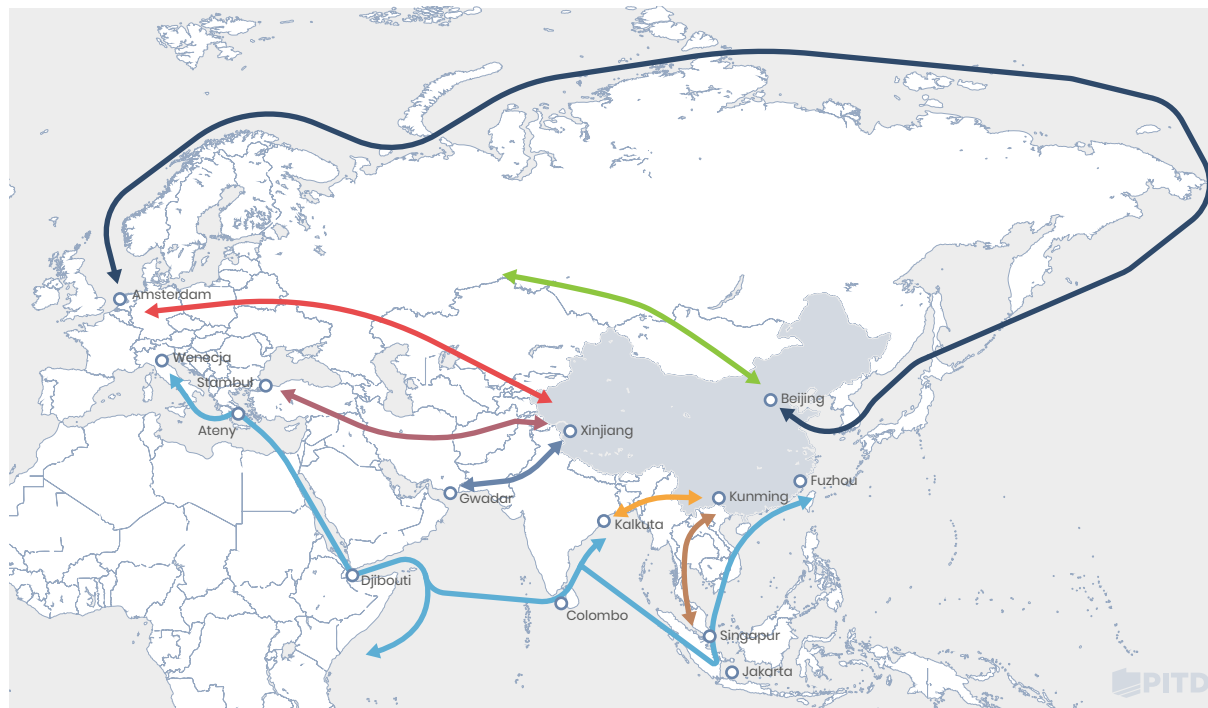 Amsterdam
Wenecja
Stambuł
Ateny
Beijing
Xinjiang
Fuzhou
Gwadar
Kunming
Kalkuta
Djibouti
Colombo
Singapur
Jakarta
PITD